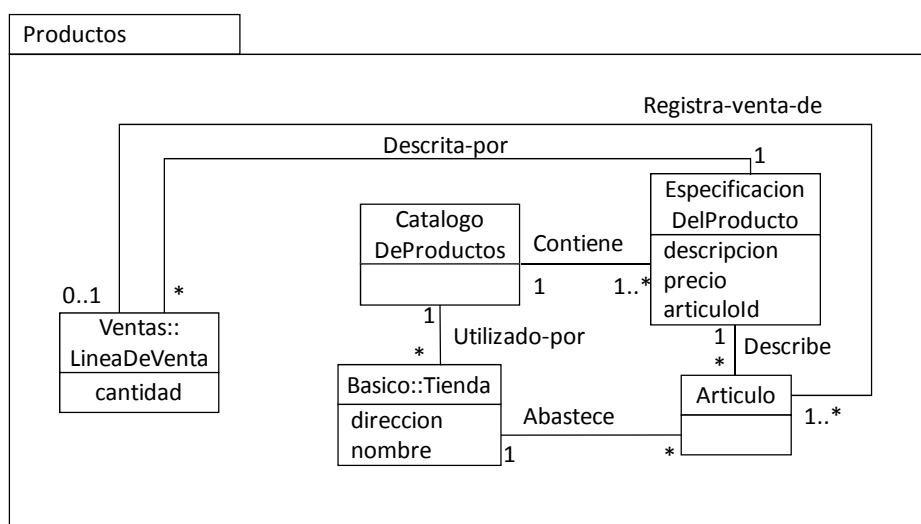 Productos
Registra-venta-de
Descrita-por
1
Especificacion
DelProducto
descripcion
precio
articuloId
Catalogo
DeProductos
Contiene
1
1..*
0..1
*
Ventas::
LineaDeVenta
cantidad
1
Utilizado-por
*
1
Describe
*
Basico::Tienda
direccion
nombre
Abastece
1
*
Articulo
1..*